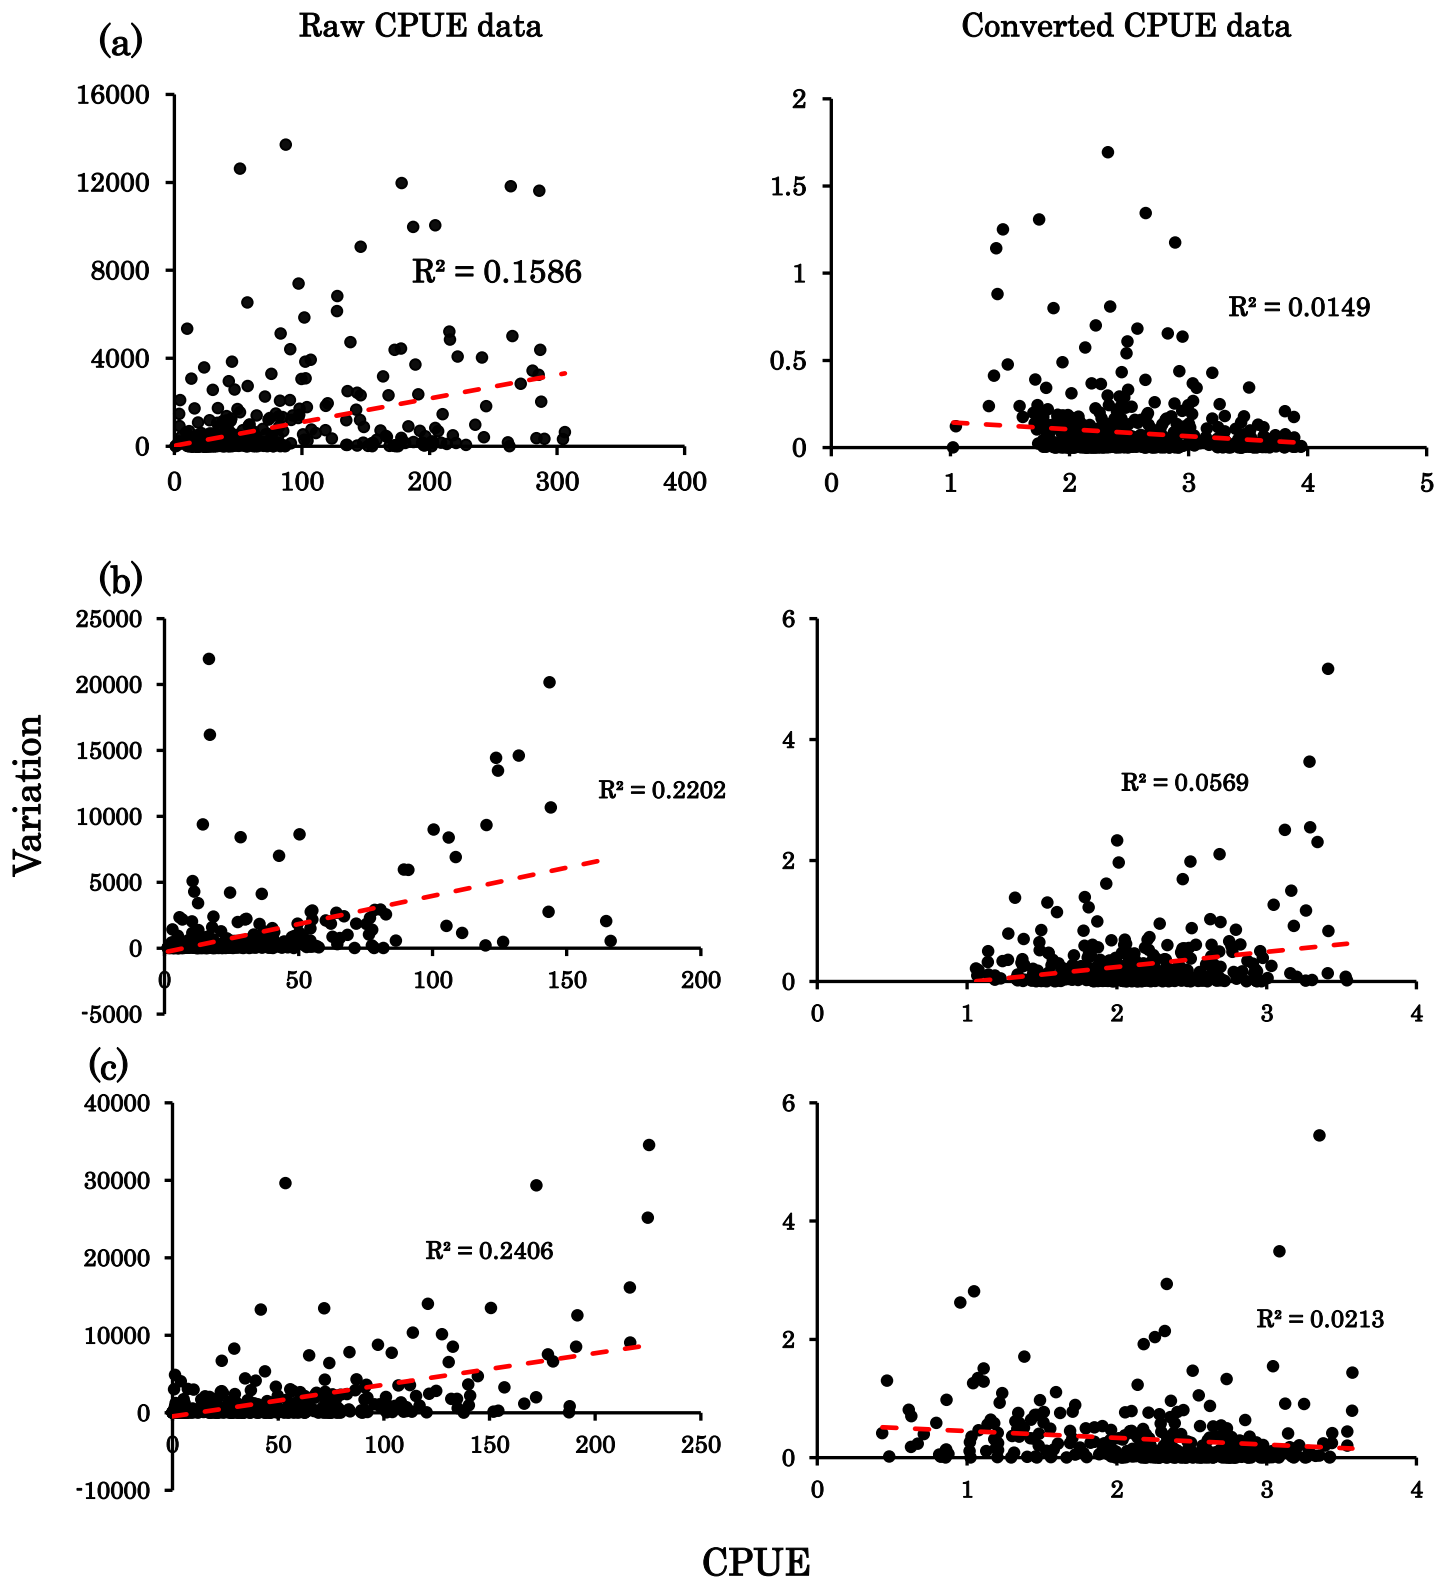 Raw CPUE data
Converted CPUE data
(a)
16000
12000
8000
4000
0
0 100 200 300 400
R² = 0.1586
2
1.5
1
0.5
0
0 1 2 3 4 5
R² = 0.0149
Variation
(b)
25000
20000
15000
10000
5000
0
-5000
0 50 100 150 200
R² = 0.2202
6
4
2
0
0 1 2 3 4
R² = 0.0569
(c)
40000
30000
20000
10000
0
-10000
0 50 100 150 200 250
R² = 0.2406
6
4
2
0
0 1 2 3 4
R² = 0.0213
CPUE